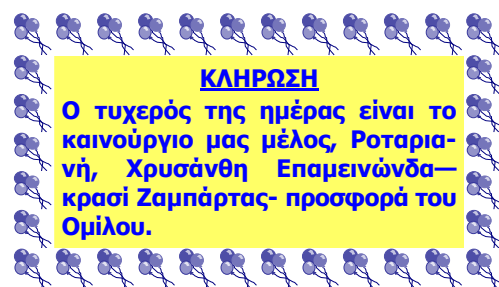 ΚΛΗΡΩΣΗ
Ο τυχερός της ημέρας είναι το
καινούργιο μας μέλος, Ροταρια-
νή, Χρυσάνθη Επαμεινώνδα—
κρασί Ζαμπάρτας- προσφορά του
Ομίλου.